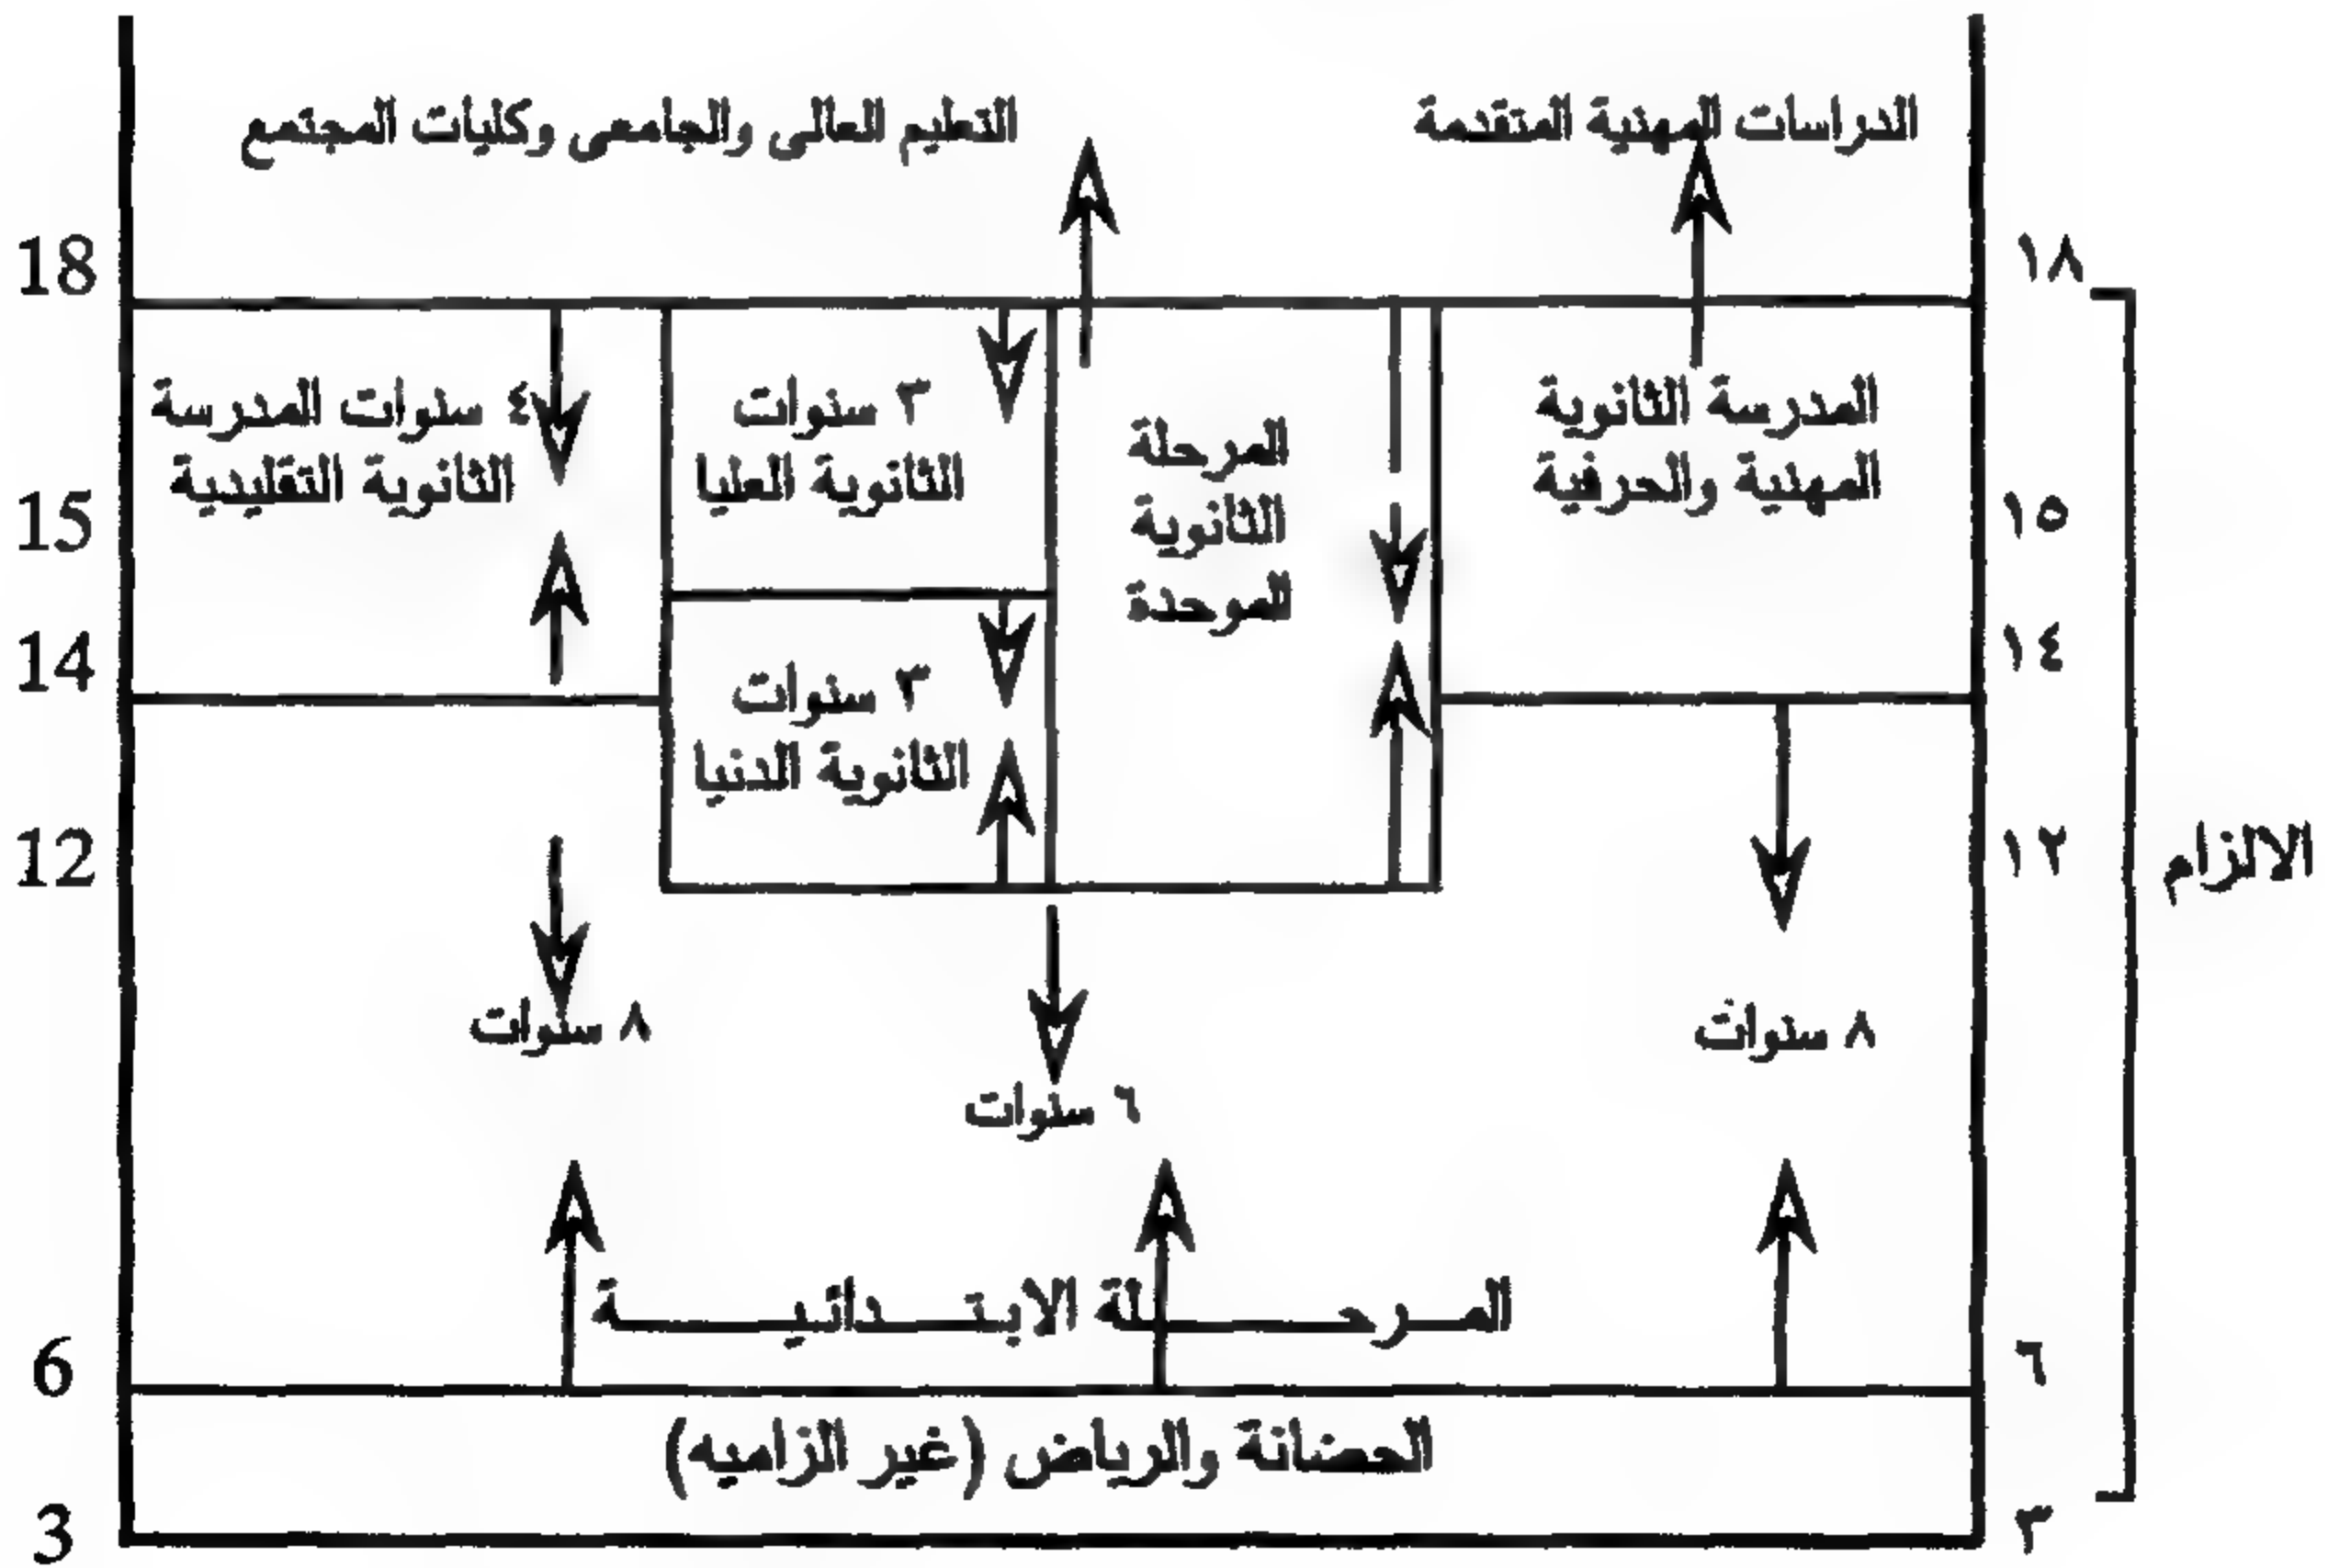 الدراسات المهنية المتقدمة
التعليم العالى والجامعى وكليات المجتمع
18
١٨
المدرسة الثانوية
المهنية والحرفية
المرحلة
الثانوية
الموحدة
٣ سنوات
الثانوية العليا
٤ سنوات المدرسة
الثانوية التقليدية
15
١٥
14
١٤
٣ سنوات
الثانوية الدنيا
12
١٢
الالزام
٨ سنوات
٨ سنوات
٦ سنوات
المـرحــــلة الابتـــدائيـــــة
6
٦
الحضانة والرياض (غير الزاميه)
3
٣